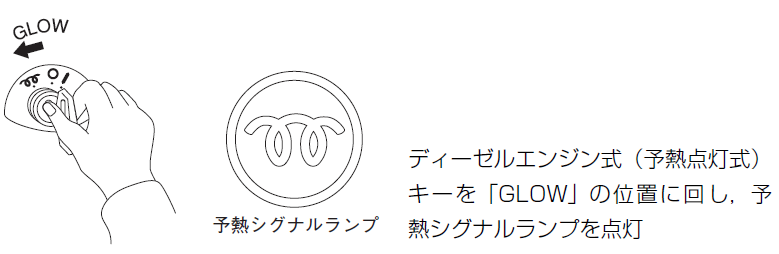 GLOW
予熱シグナルランプ
ディーゼルエンジン式（予熱点灯式）
キーを「GLOW」の位置に回し，予
熱シグナルランプを点灯